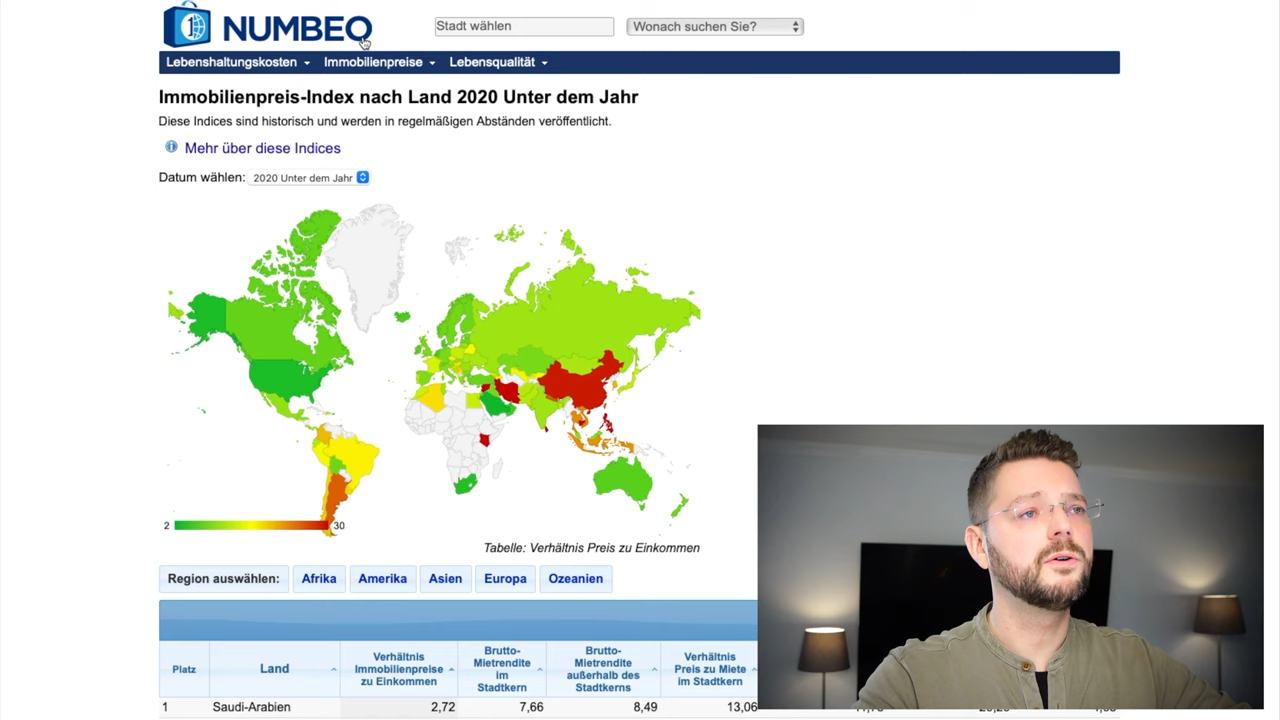 NUMBEO
Stadt wählen
Wonach suchen Sie?
Lebenshaltungskosten
Immobilienpreise
Lebensqualität
Immobilienpreis-Index nach Land 2020 Unter dem Jahr
Diese Indices sind historisch und werden in regelmäßigen Abständen veröffentlicht.
Mehr über diese Indices
Datum wählen: 2020 Unter dem Jahr
2
30
Tabelle: Verhältnis Preis zu Einkommen
Region auswählen:
Afrika
Amerika
Asien
Europa
Ozeanien
Platz
Land
Verhältnis
Immobilienpreise
zu Einkommen
Brutto-
Mietrendite
im
Stadtkern
Brutto-
Mietrendite
außerhalb des
Stadtkerns
Verhältnis
Preis zu Miete
im Stadtkern
1 Saudi-Arabien 2,72 7,66 8,49 13,06